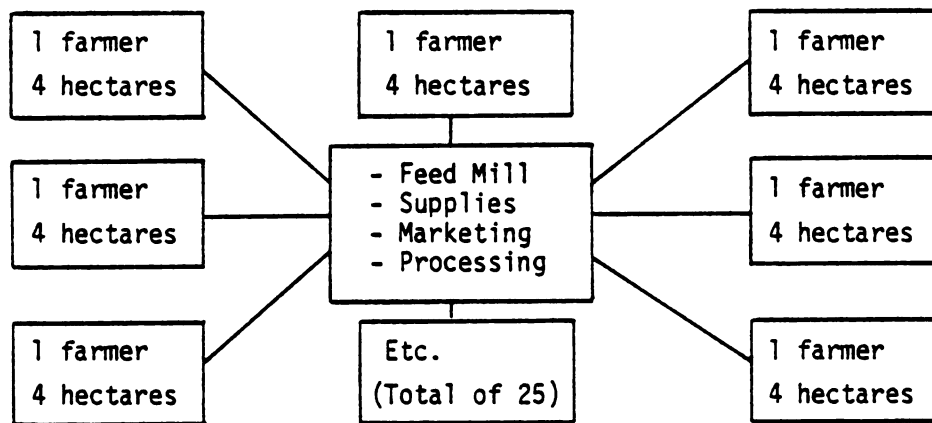 1 farmer
4 hectares
1 farmer
4 hectares
1 farmer
4 hectares
1 farmer
4 hectares
- Feed Mill
- Supplies
- Marketing
- Processing
1 farmer
4 hectares
1 farmer
4 hectares
Etc.
(Total of 25)
1 farmer
4 hectares